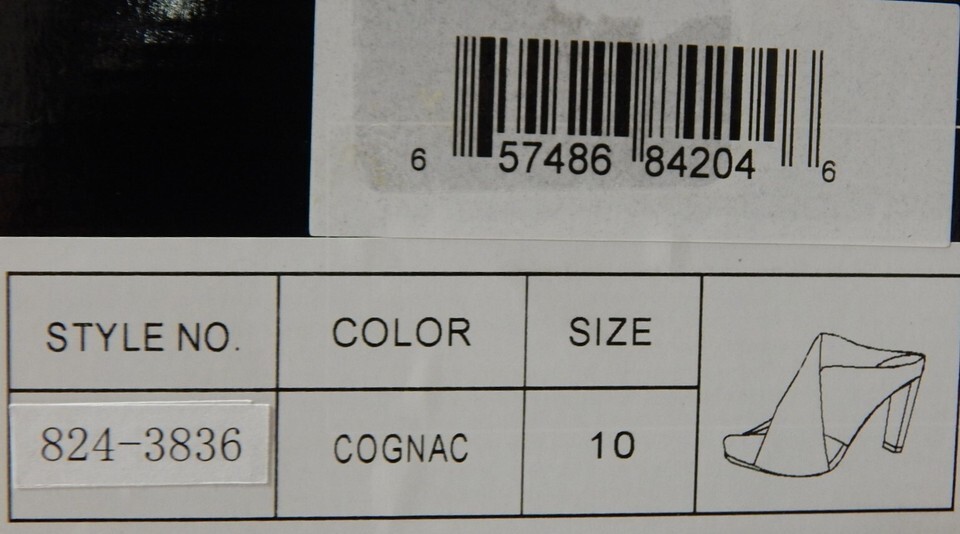 6 57486 84204 6
STYLE NO. COLOR SIZE
824-3836 COGNAC 10